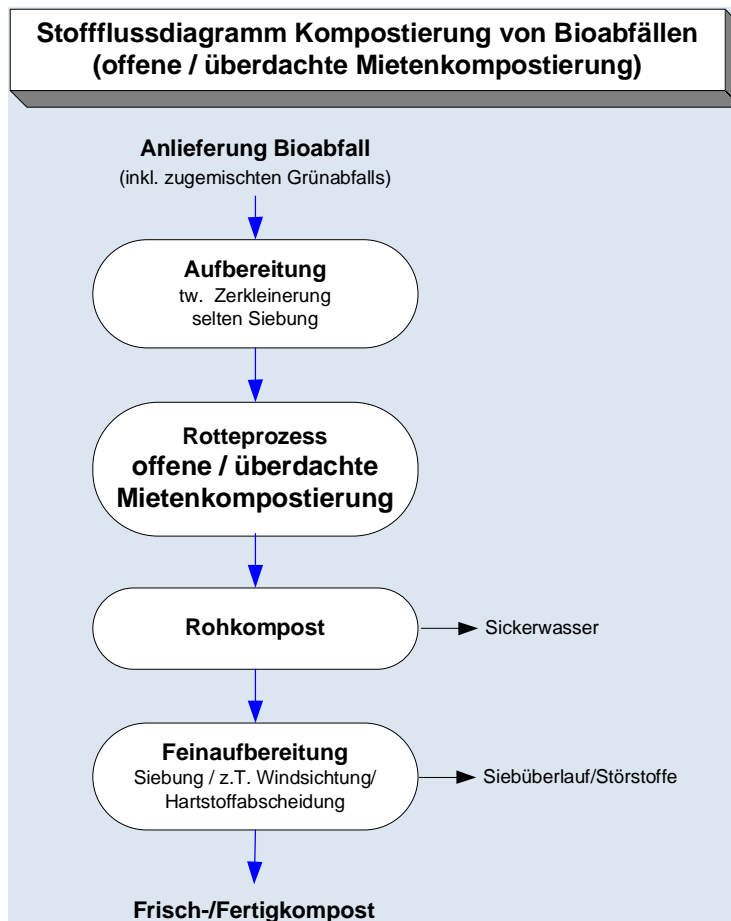 Stoffflussdiagramm Kompostierung von Bioabfällen
(offene / überdachte Mietenkompostierung)
Anlieferung Bioabfall
(inkl. zugemischten Grünabfalls)
Aufbereitung
tw. Zerkleinerung
selten Siebung
Rotteprozess
offene / überdachte
Mietenkompostierung
Rohkompost
Sickerwasser
Feinaufbereitung
Siebung / z.T. Windsichtung/
Hartstoffabscheidung
Siebüberlauf/Störstoffe
Frisch-/Fertigkompost